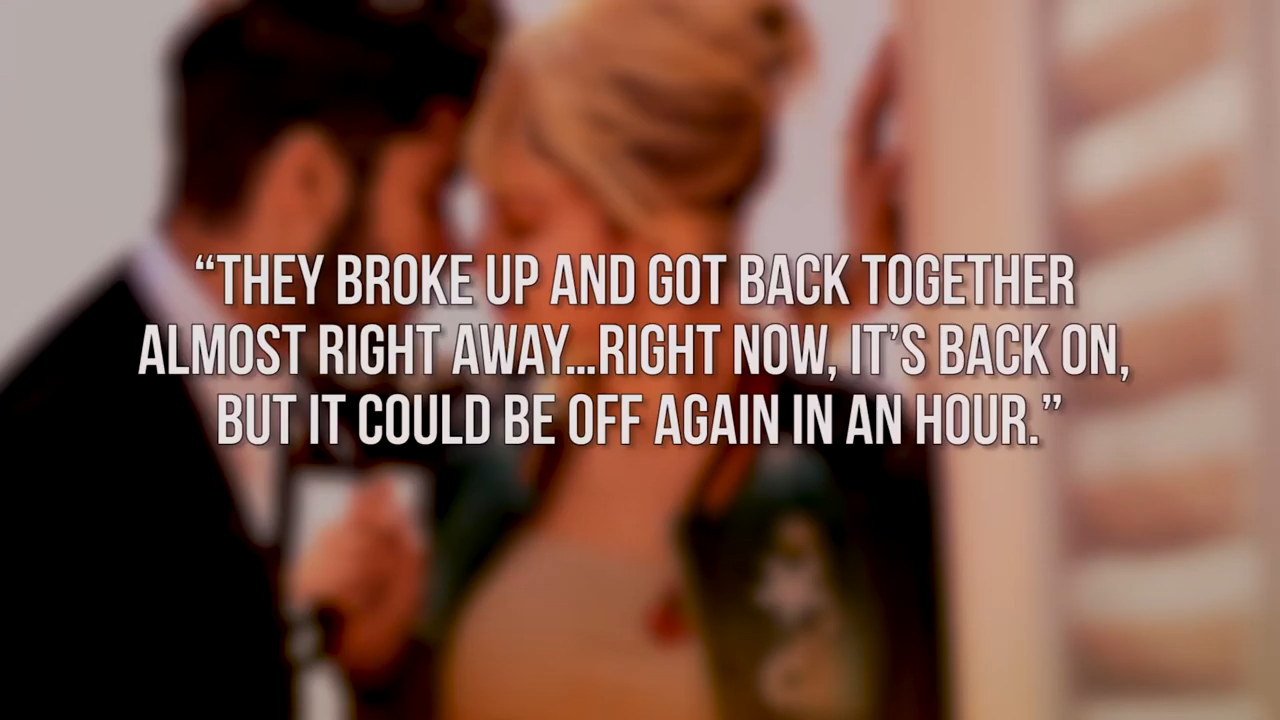 “THEY BROKE UP AND GOT BACK TOGETHER
ALMOST RIGHT AWAY...RIGHT NOW, IT’S BACK ON,
BUT IT COULD BE OFF AGAIN IN AN HOUR.”